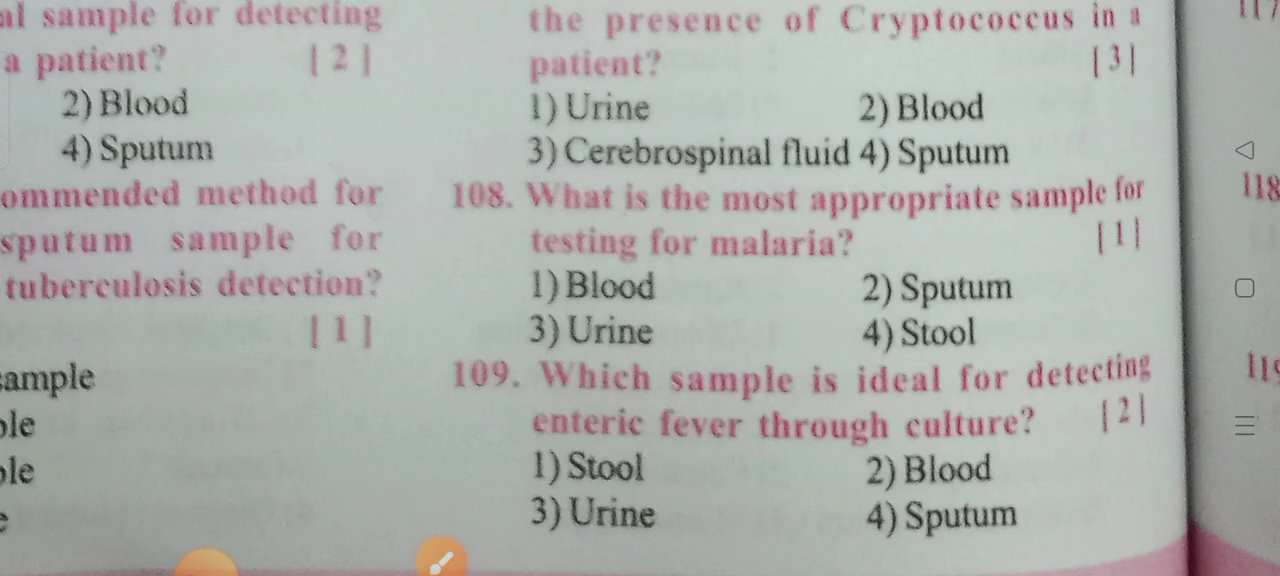 al sample for detecting
a patient? [ 2 ]
2) Blood
4) Sputum
ommended method for
sputum sample for
tuberculosis detection?
[ 1 ]
ample
ole
ole
e
the presence of Cryptococcus in a
patient? [ 3 ]
1) Urine 2) Blood
3) Cerebrospinal fluid 4) Sputum
108. What is the most appropriate sample for
testing for malaria? [ 1 ]
1) Blood 2) Sputum
3) Urine 4) Stool
109. Which sample is ideal for detecting
enteric fever through culture? [ 2 ]
1) Stool 2) Blood
3) Urine 4) Sputum
117
118
119